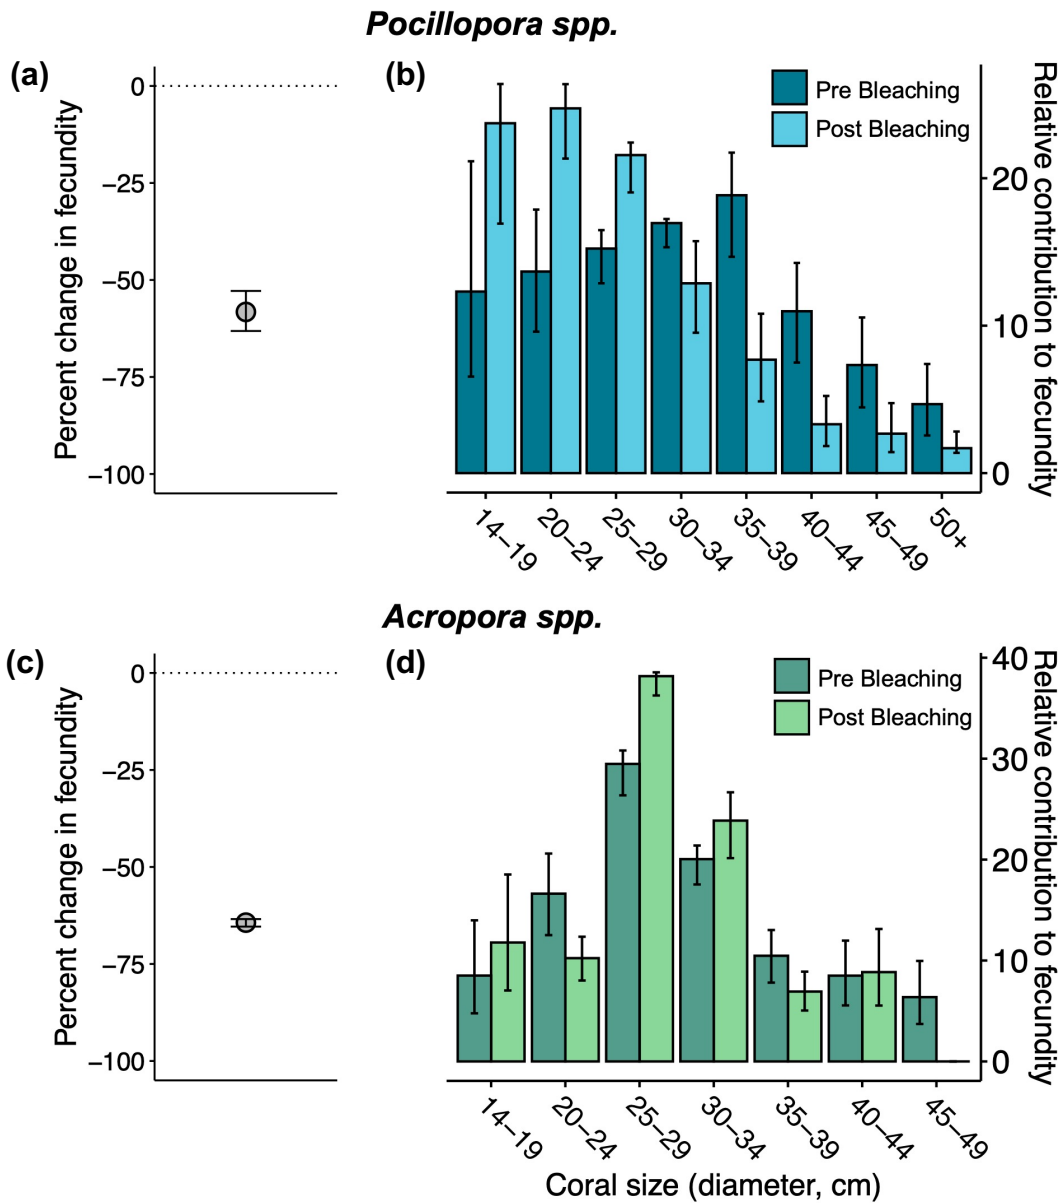 Pocillopora spp.
(a)
Percent change in fecundity
0
−25
−50
−75
−100
(b)
Pre Bleaching
Post Bleaching
Relative contribution to fecundity
20
10
0
14−19
20−24
25−29
30−34
35−39
40−44
45−49
50+
Acropora spp.
(c)
Percent change in fecundity
0
−25
−50
−75
−100
(d)
Pre Bleaching
Post Bleaching
Relative contribution to fecundity
40
30
20
10
0
14−19
20−24
25−29
30−34
35−39
40−44
45−49
Coral size (diameter, cm)